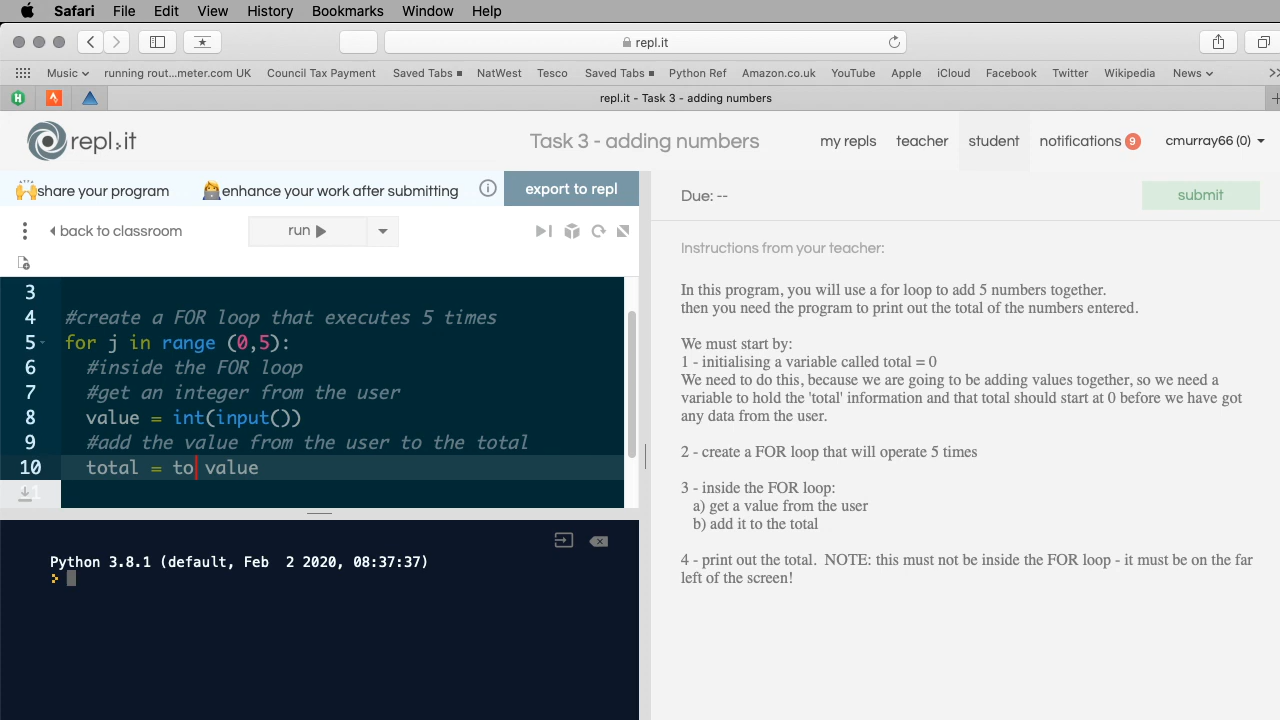 Safari File Edit View History Bookmarks Window Help
repl.it
Music running rout...meter.com UK Council Tax Payment Saved Tabs NatWest Tesco Saved Tabs Python Ref Amazon.co.uk YouTube Apple iCloud Facebook Twitter Wikipedia News
repl.it - Task 3 - adding numbers
repl.it
Task 3 - adding numbers
my repls teacher student notifications 9 cmurray66 (0)
🙌share your program
enhance your work after submitting
export to repl
back to classroom
run
3
4 #create a FOR loop that executes 5 times
5 for j in range (0,5):
6 #inside the FOR loop
7 #get an integer from the user
8 value = int(input())
9 #add the value from the user to the total
10 total = to value
11
Python 3.8.1 (default, Feb  2 2020, 08:37:37)
Due: --
submit
Instructions from your teacher:
In this program, you will use a for loop to add 5 numbers together.
then you need the program to print out the total of the numbers entered.
We must start by:
1 - initialising a variable called total = 0
We need to do this, because we are going to be adding values together, so we need a
variable to hold the 'total' information and that total should start at 0 before we have got
any data from the user.
2 - create a FOR loop that will operate 5 times
3 - inside the FOR loop:
a) get a value from the user
b) add it to the total
4 - print out the total.  NOTE: this must not be inside the FOR loop - it must be on the far
left of the screen!